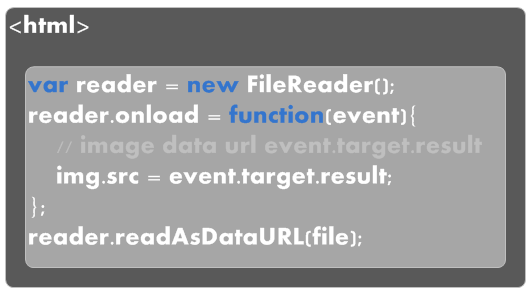 <html>
var reader = new FileReader();
reader.onload = function(event){
// image data url event.target.result
img.src = event.target.result;
};
reader.readAsDataURL(file);